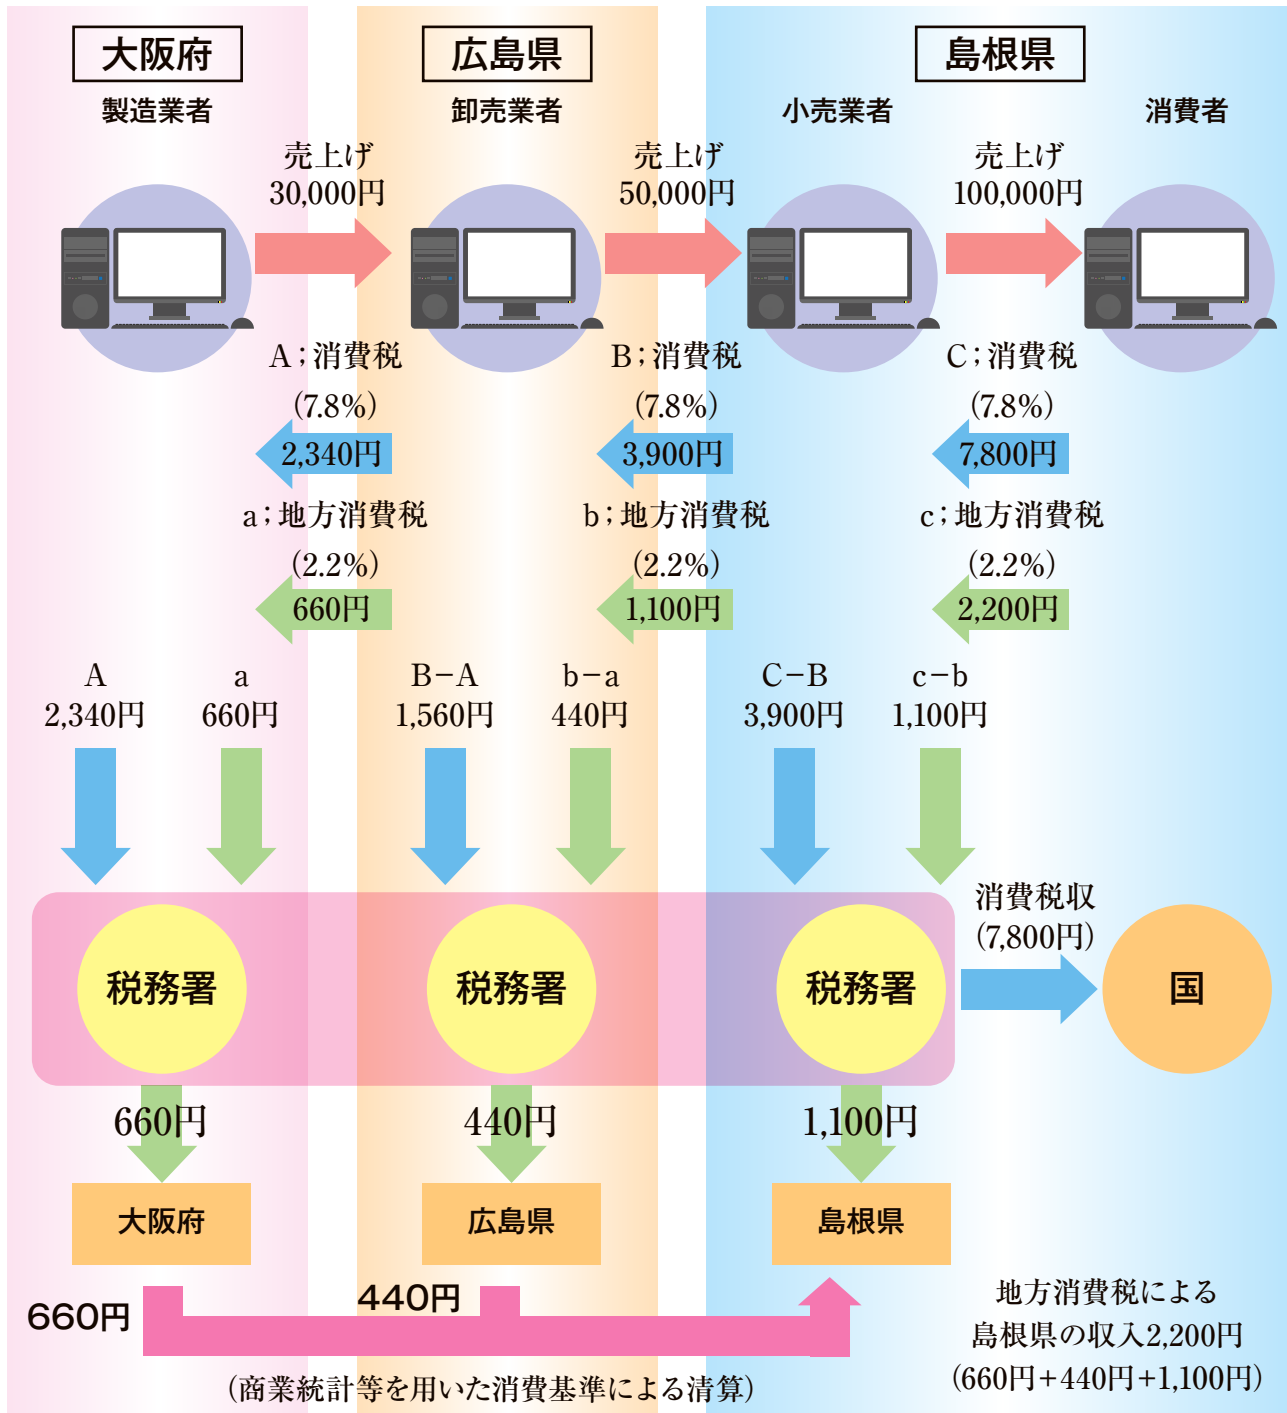 大阪府
広島県
島根県
製造業者
卸売業者
小売業者
消費者
売上げ
30,000円
売上げ
50,000円
売上げ
100,000円
A；消費税
(7.8%)
2,340円
B；消費税
(7.8%)
3,900円
C；消費税
(7.8%)
7,800円
a；地方消費税
(2.2%)
660円
b；地方消費税
(2.2%)
1,100円
c；地方消費税
(2.2%)
2,200円
A
2,340円
a
660円
B−A
1,560円
b−a
440円
C−B
3,900円
c−b
1,100円
税務署
税務署
税務署
消費税収
(7,800円)
国
660円
440円
1,100円
大阪府
広島県
島根県
660円
440円
（商業統計等を用いた消費基準による清算）
地方消費税による
島根県の収入2,200円
(660円＋440円＋1,100円)